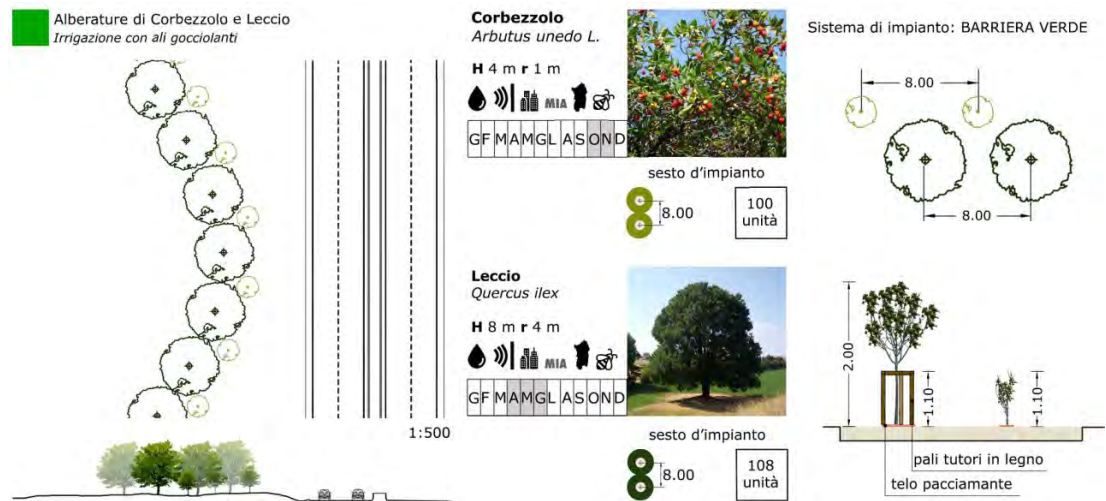 Alberature di Corbezzolo e Leccio
Irrigazione con ali gocciolanti
1:500
Corbezzolo
Arbutus unedo L.
H 4 m r 1 m
MIA
G F M A M G L A S O N D
sesto d'impianto
8.00
100
unità
Leccio
Quercus ilex
H 8 m r 4 m
MIA
G F M A M G L A S O N D
sesto d'impianto
8.00
108
unità
Sistema di impianto: BARRIERA VERDE
8.00
8.00
2.00
1.10
1.10
pali tutori in legno
telo pacciamante